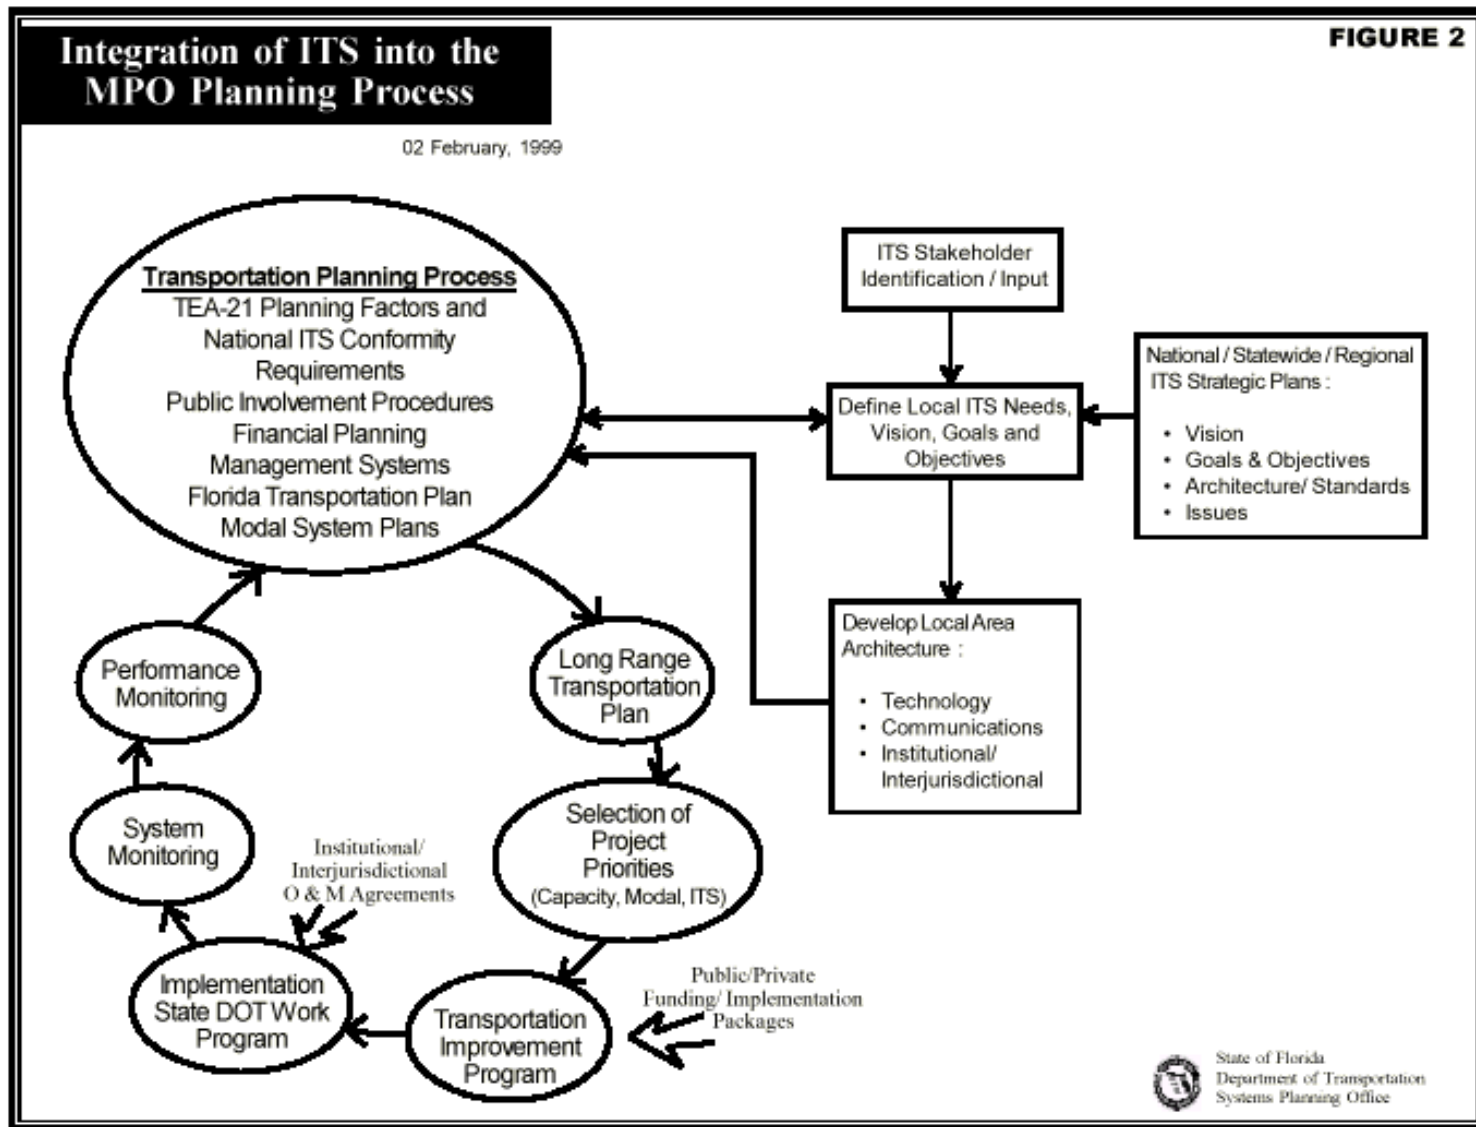 Integration of ITS into the
MPO Planning Process
FIGURE 2
02 February, 1999
Transportation Planning Process
TEA-21 Planning Factors and
National ITS Conformity
Requirements
Public Involvement Procedures
Financial Planning
Management Systems
Florida Transportation Plan
Modal System Plans
ITS Stakeholder
Identification / Input
Define Local ITS Needs,
Vision, Goals and
Objectives
National / Statewide / Regional
ITS Strategic Plans :
• Vision
• Goals & Objectives
• Architecture/ Standards
• Issues
Develop Local Area
Architecture :
• Technology
• Communications
• Institutional/
Interjurisdictional
Long Range
Transportation
Plan
Selection of
Project
Priorities
(Capacity, Modal, ITS)
Public/Private
Funding/ Implementation
Packages
Transportation
Improvement
Program
Institutional/
Interjurisdictional
O & M Agreements
Implementation
State DOT Work
Program
System
Monitoring
Performance
Monitoring
State of Florida
Department of Transportation
Systems Planning Office